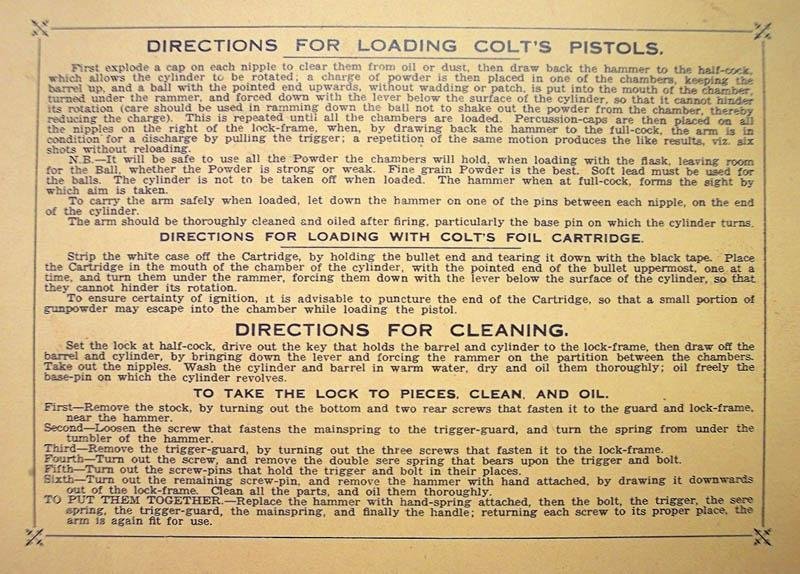 DIRECTIONS FOR LOADING COLT'S PISTOLS.
First explode a cap on each nipple to clear them from oil or dust, then draw back the hammer to the half-cock,
which allows the cylinder to be rotated; a charge of powder is then placed in one of the chambers, keeping the
barrel up, and a ball with the pointed end upwards, without wadding or patch, is put into the mouth of the chamber,
turned under the rammer, and forced down with the lever below the surface of the cylinder, so that it cannot hinder
its rotation (care should be used in ramming down the ball not to shake out the powder from the chamber, thereby
reducing the charge). This is repeated until all the chambers are loaded. Percussion-caps are then placed on all
the nipples on the right of the lock-frame, when, by drawing back the hammer to the full-cock, the arm is in
condition for a discharge by pulling the trigger; a repetition of the same motion produces the like results, viz. six
shots without reloading.
N.B.—It will be safe to use all the Powder the chambers will hold, when loading with the flask, leaving room
for the Ball, whether the Powder is strong or weak. Fine grain Powder is the best. Soft lead must be used for
the balls. The cylinder is not to be taken off when loaded. The hammer when at full-cock, forms the sight by
which aim is taken.
To carry the arm safely when loaded, let down the hammer on one of the pins between each nipple, on the end
of the cylinder.
The arm should be thoroughly cleaned and oiled after firing, particularly the base pin on which the cylinder turns.
DIRECTIONS FOR LOADING WITH COLT'S FOIL CARTRIDGE.
Strip the white case off the Cartridge, by holding the bullet end and tearing it down with the black tape. Place
the Cartridge in the mouth of the chamber of the cylinder, with the pointed end of the bullet uppermost, one at a
time, and turn them under the rammer, forcing them down with the lever below the surface of the cylinder, so that
they cannot hinder its rotation.
To ensure certainty of ignition, it is advisable to puncture the end of the Cartridge, so that a small portion of
gunpowder may escape into the chamber while loading the pistol.
DIRECTIONS FOR CLEANING.
Set the lock at half-cock, drive out the key that holds the barrel and cylinder to the lock-frame, then draw off the
barrel and cylinder, by bringing down the lever and forcing the rammer on the partition between the chambers.
Take out the nipples. Wash the cylinder and barrel in warm water, dry and oil them thoroughly; oil freely the
base-pin on which the cylinder revolves.
TO TAKE THE LOCK TO PIECES, CLEAN, AND OIL.
First—Remove the stock, by turning out the bottom and two rear screws that fasten it to the guard and lock-frame,
near the hammer.
Second—Loosen the screw that fastens the mainspring to the trigger-guard, and turn the spring from under the
tumbler of the hammer.
Third—Remove the trigger-guard, by turning out the three screws that fasten it to the lock-frame.
Fourth—Turn out the screw, and remove the double sere spring that bears upon the trigger and bolt.
Fifth—Turn out the screw-pins that hold the trigger and bolt in their places.
Sixth—Turn out the remaining screw-pin, and remove the hammer with hand attached, by drawing it downwards
out of the lock-frame. Clean all the parts, and oil them thoroughly.
TO PUT THEM TOGETHER.—Replace the hammer with hand-spring attached, then the bolt, the trigger, the sere
spring, the trigger-guard, the mainspring, and finally the handle; returning each screw to its proper place, the
arm is again fit for use.